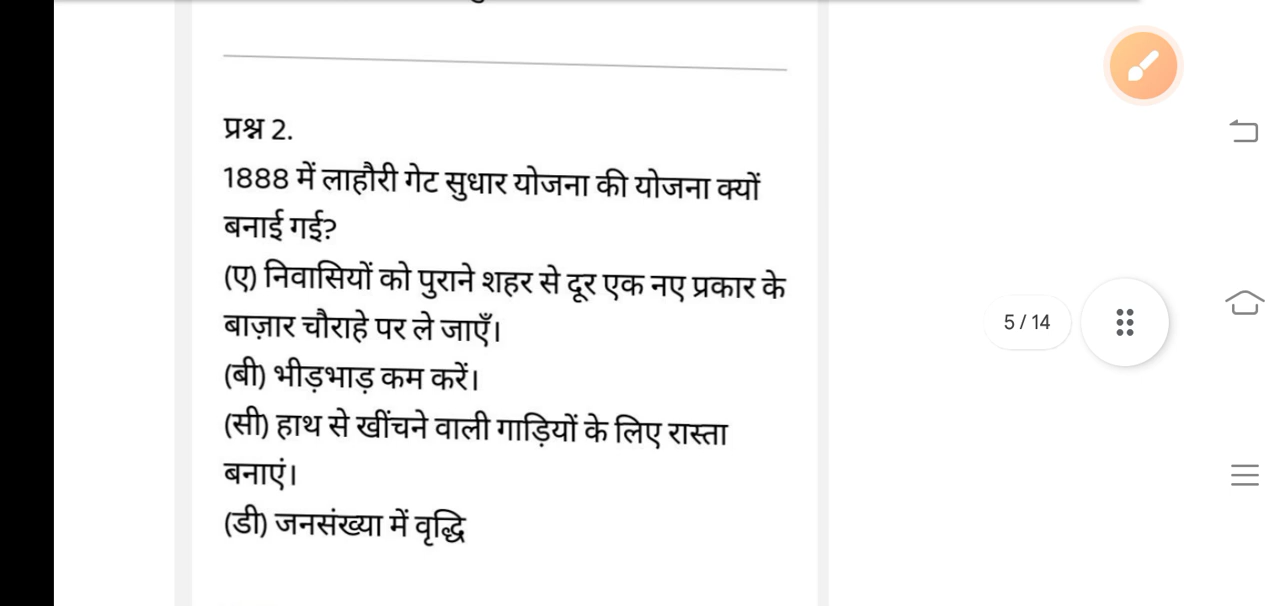 प्रश्न 2.
1888 में लाहौरी गेट सुधार योजना की योजना क्यों
बनाई गई?
(ए) निवासियों को पुराने शहर से दूर एक नए प्रकार के
बाज़ार चौराहे पर ले जाएँ।
(बी) भीड़भाड़ कम करें।
(सी) हाथ से खींचने वाली गाड़ियों के लिए रास्ता
बनाएं।
(डी) जनसंख्या में वृद्धि
5 / 14